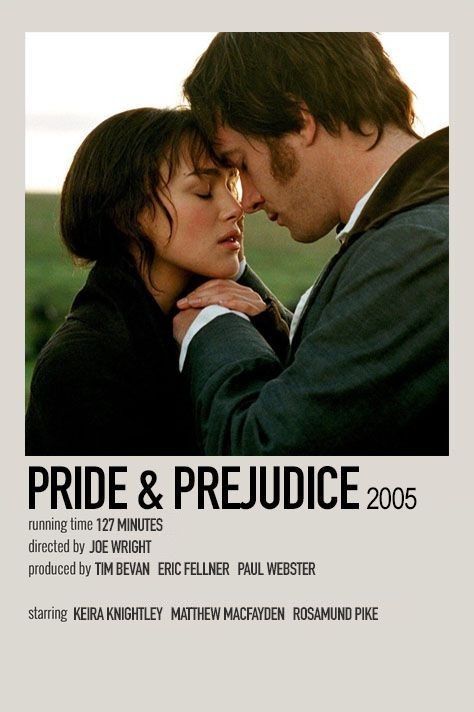 PRIDE & PREJUDICE 2005
running time 127 MINUTES
directed by JOE WRIGHT
produced by TIM BEVAN ERIC FELLNER PAUL WEBSTER
starring KEIRA KNIGHTLEY MATTHEW MACFAYDEN ROSAMUND PIKE